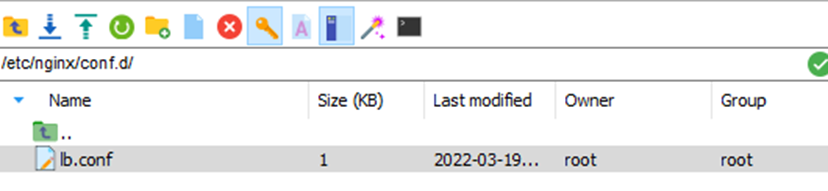 /etc/nginx/conf.d/
Name Size (KB) Last modified Owner Group
..
lb.conf 1 2022-03-19... root root